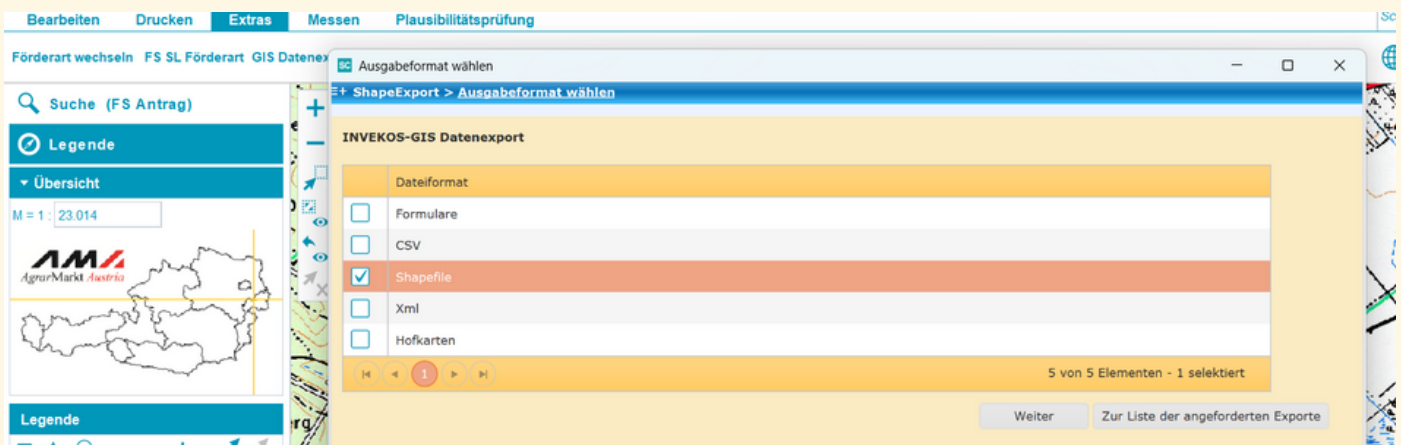 Bearbeiten Drucken Extras Messen Plausibilitätsprüfung
Sc
Förderart wechseln FS SL Förderart GIS Datenex
Suche (FS Antrag)
Legende
Übersicht
M = 1 : 23.014
AMA
AgrarMarkt Austria
Legende
SC Ausgabeformat wählen
ShapeExport > Ausgabeformat wählen
INVEKOS-GIS Datenexport
Dateiformat
Formulare
CSV
Shapefile
Xml
Hofkarten
1
5 von 5 Elementen - 1 selektiert
Weiter Zur Liste der angeforderten Exporte